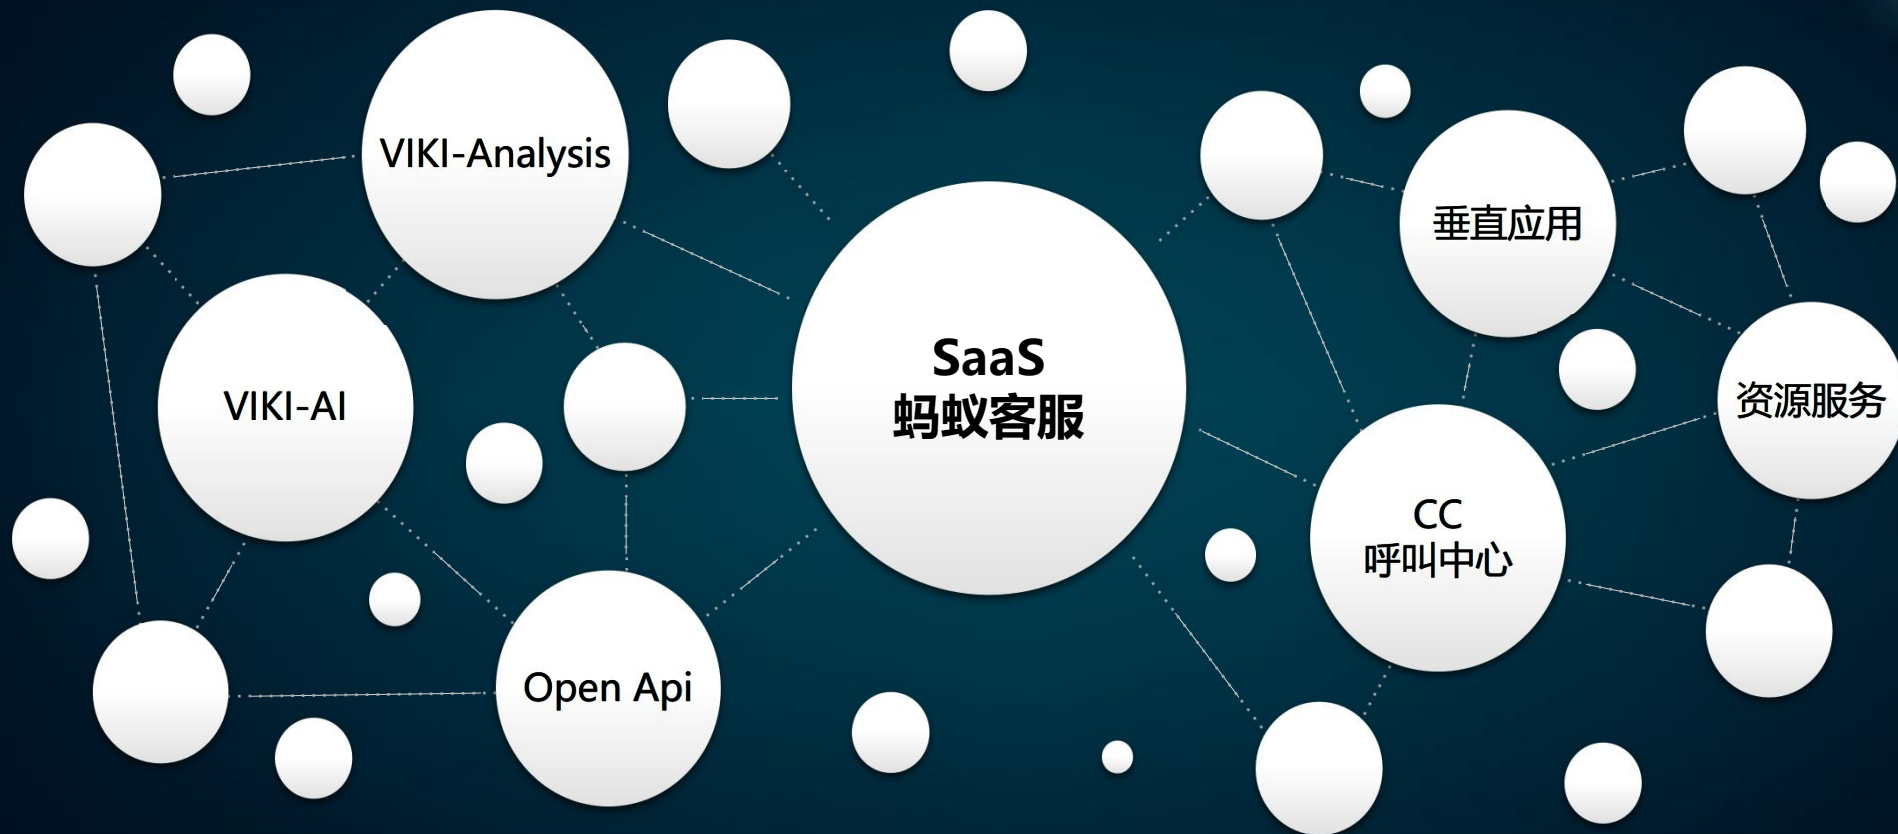 VIKI-Analysis
VIKI-AI
Open Api
SaaS
蚂蚁客服
垂直应用
资源服务
CC
呼叫中心